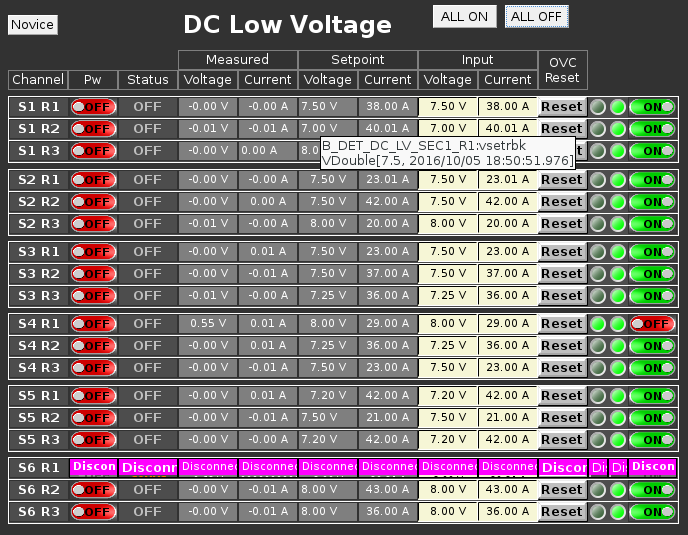 Novice
DC Low Voltage
ALL ON ALL OFF
Measured Setpoint Input OVC Reset
Channel Pw Status Voltage Current Voltage Current Voltage Current
S1 R1 OFF OFF -0.00 V -0.00 A 7.50 V 38.00 A 7.50 V 38.00 A Reset ON
S1 R2 OFF OFF -0.01 V -0.01 A 7.00 V 40.01 A 7.00 V 40.01 A Reset ON
S1 R3 OFF OFF -0.01 V 0.00 A 8.0 Reset ON
B_DET_DC_LV_SEC1_R1:vsetrbk
VDouble[7.5, 2016/10/05 18:50:51.976]
S2 R1 OFF OFF -0.00 V -0.00 A 7.50 V 23.01 A 7.50 V 23.01 A Reset ON
S2 R2 OFF OFF -0.00 V 0.00 A 7.50 V 42.00 A 7.50 V 42.00 A Reset ON
S2 R3 OFF OFF -0.01 V -0.00 A 8.00 V 20.00 A 8.00 V 20.00 A Reset ON
S3 R1 OFF OFF -0.00 V 0.01 A 7.50 V 23.00 A 7.50 V 23.00 A Reset ON
S3 R2 OFF OFF -0.00 V -0.01 A 7.50 V 37.00 A 7.50 V 37.00 A Reset ON
S3 R3 OFF OFF -0.01 V -0.00 A 7.25 V 36.00 A 7.25 V 36.00 A Reset ON
S4 R1 OFF OFF 0.55 V 0.01 A 8.00 V 29.00 A 8.00 V 29.00 A Reset OFF
S4 R2 OFF OFF -0.00 V 0.01 A 7.25 V 36.00 A 7.25 V 36.00 A Reset ON
S4 R3 OFF OFF -0.00 V -0.01 A 7.50 V 23.00 A 7.50 V 23.00 A Reset ON
S5 R1 OFF OFF -0.00 V 0.01 A 7.20 V 42.00 A 7.20 V 42.00 A Reset ON
S5 R2 OFF OFF -0.00 V -0.01 A 7.50 V 21.00 A 7.50 V 21.00 A Reset ON
S5 R3 OFF OFF -0.00 V -0.00 A 7.20 V 42.00 A 7.20 V 42.00 A Reset ON
S6 R1 Discon Disconr Disconnec Disconnec Disconnec Disconnec Disconnec Disconnec Discon Di Di Discon
S6 R2 OFF OFF -0.00 V -0.01 A 8.00 V 43.00 A 8.00 V 43.00 A Reset ON
S6 R3 OFF OFF -0.00 V -0.01 A 8.00 V 36.00 A 8.00 V 36.00 A Reset ON